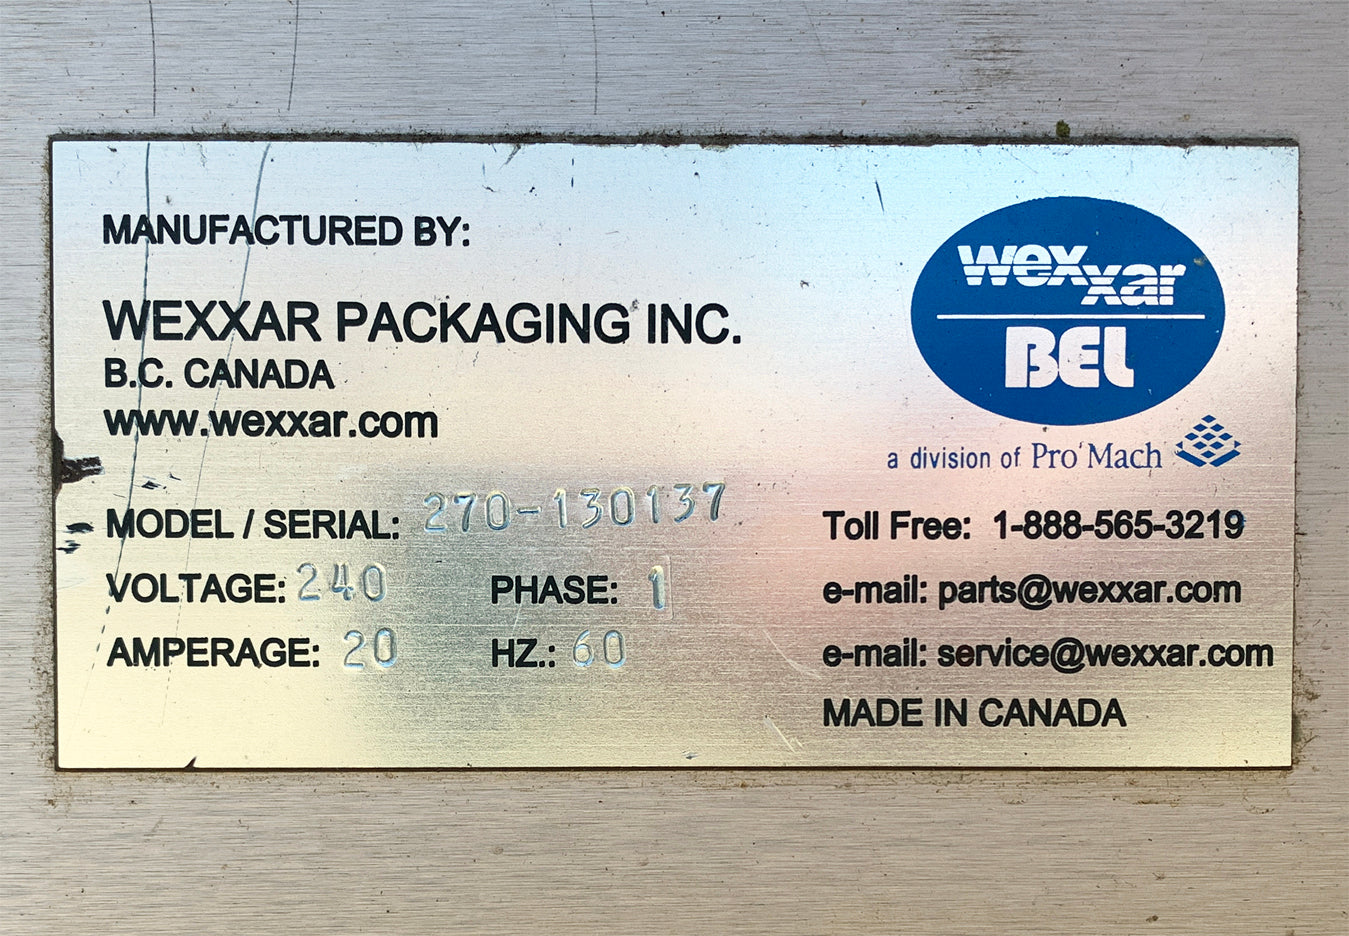 MANUFACTURED BY:
WEXXAR PACKAGING INC.
B.C. CANADA
www.wexxar.com
MODEL / SERIAL: 270-130137
VOLTAGE: 240 PHASE: 1
AMPERAGE: 20 HZ.: 60
wexxar
BEL
a division of Pro Mach
Toll Free: 1-888-565-3219
e-mail: parts@wexxar.com
e-mail: service@wexxar.com
MADE IN CANADA